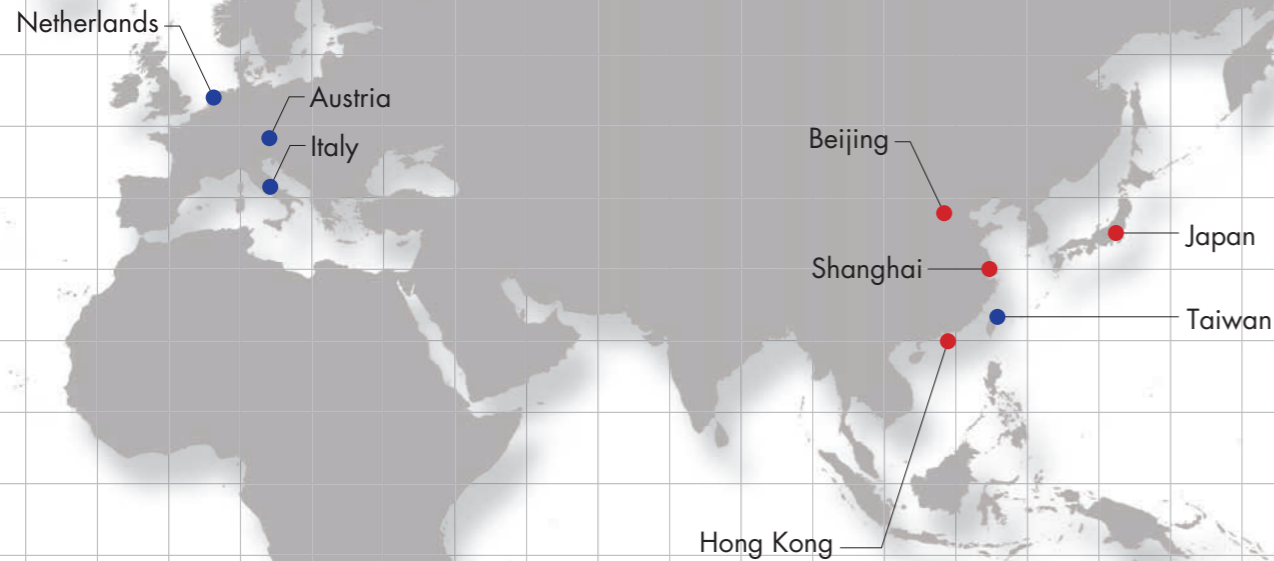 Netherlands
Austria
Italy
Beijing
Japan
Shanghai
Taiwan
Hong Kong